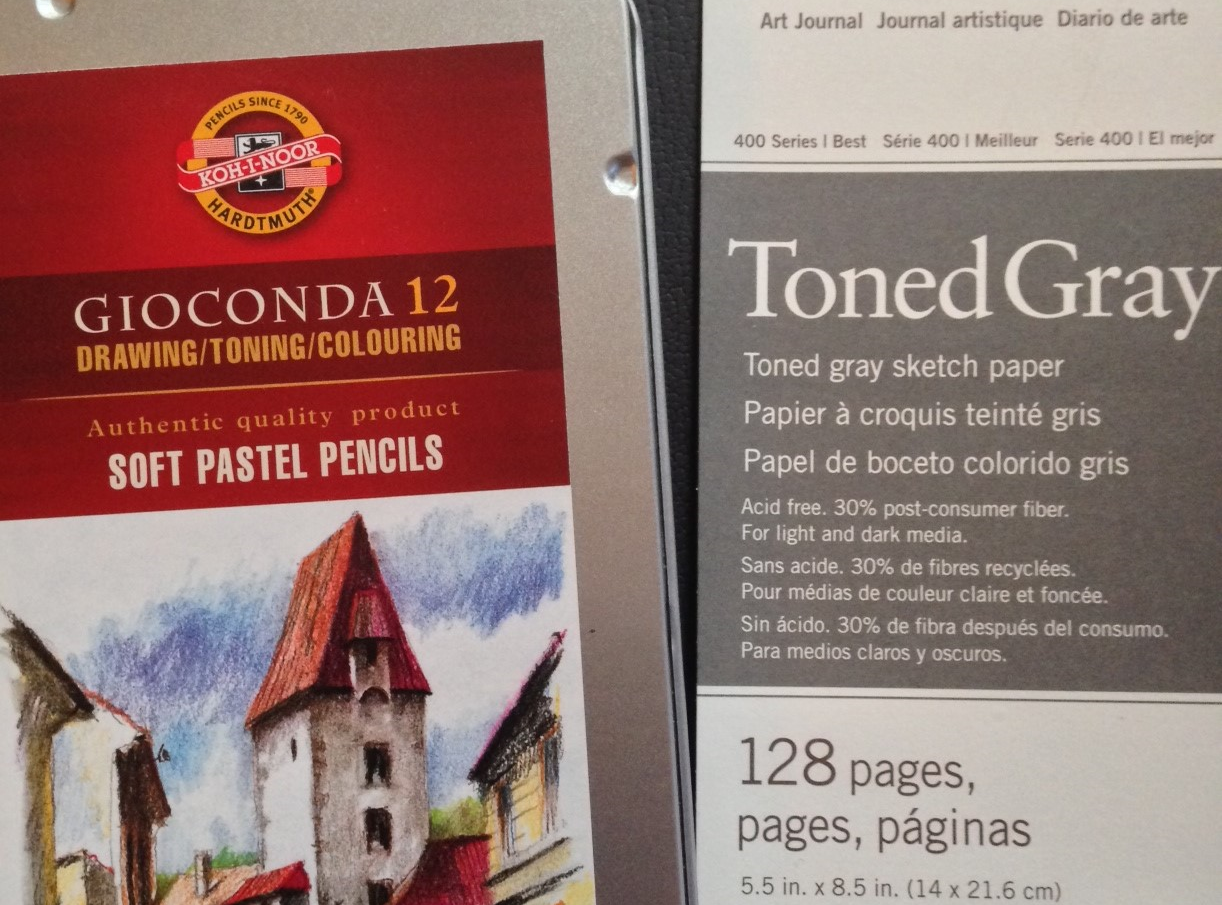 PENCILS SINCE 1790
KOH-I-NOOR
HARDTMUTH®
GIOCONDA 12
DRAWING/TONING/COLOURING
Authentic quality product
SOFT PASTEL PENCILS
Art Journal Journal artistique Diario de arte
400 Series | Best Série 400 | Meilleur Serie 400 | El mejor
Toned Gray
Toned gray sketch paper
Papier à croquis teinté gris
Papel de boceto colorido gris
Acid free. 30% post-consumer fiber.
For light and dark media.
Sans acide. 30% de fibres recyclées.
Pour médias de couleur claire et foncée.
Sin ácido. 30% de fibra después del consumo.
Para medios claros y oscuros.
128 pages,
pages, páginas
5.5 in. x 8.5 in. (14 x 21.6 cm)